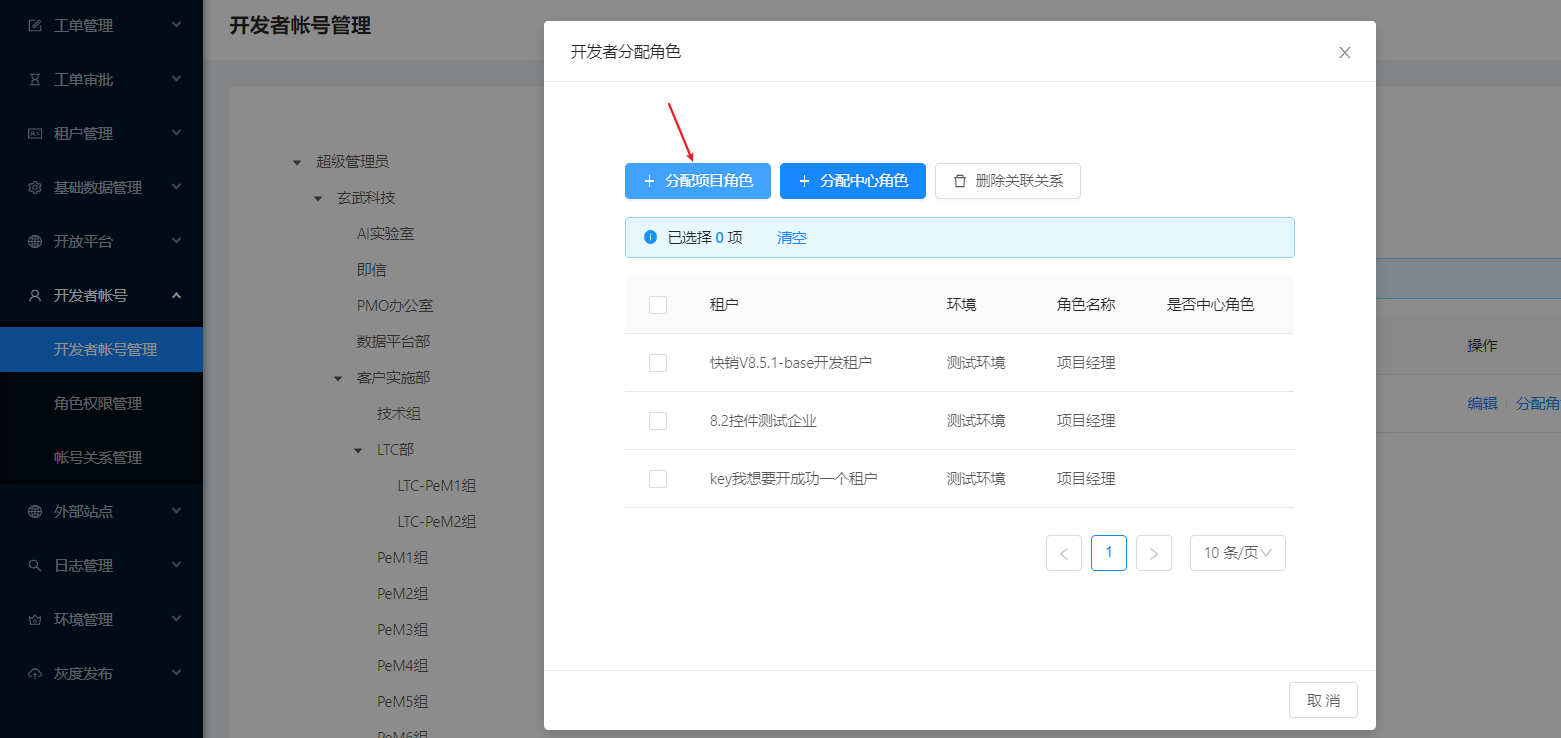 工单管理
工单审批
租户管理
基础数据管理
开放平台
开发者帐号
开发者帐号管理
角色权限管理
帐号关系管理
外部站点
日志管理
环境管理
灰度发布
开发者帐号管理
超级管理员
玄武科技
AI实验室
即信
PMO办公室
数据平台部
客户实施部
技术组
LTC部
LTC-PeM1组
LTC-PeM2组
PeM1组
PeM2组
PeM3组
PeM4组
PeM5组
PeM6组
开发者分配角色
分配项目角色 分配中心角色 删除关联关系
已选择 0 项 清空
租户 环境 角色名称 是否中心角色
快销V8.5.1-base开发租户 测试环境 项目经理
8.2控件测试企业 测试环境 项目经理
key我想要开成功一个租户 测试环境 项目经理
1 10 条/页
取 消
操作
编辑 分配角